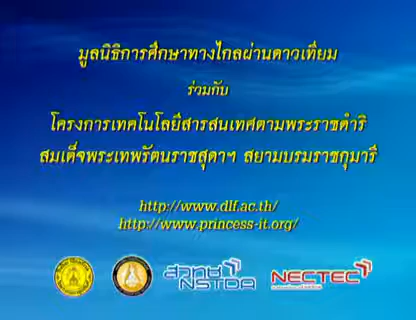 มูลนิธิการศึกษาทางไกลผ่านดาวเทียม
ร่วมกับ
โครงการเทคโนโลยีสารสนเทศตามพระราชดำริ
สมเด็จพระเทพรัตนราชสุดาฯ สยามบรมราชกุมารี
http://www.dlf.ac.th/
http://www.princess-it.org/
สวทช
NSTDA
NECTEC